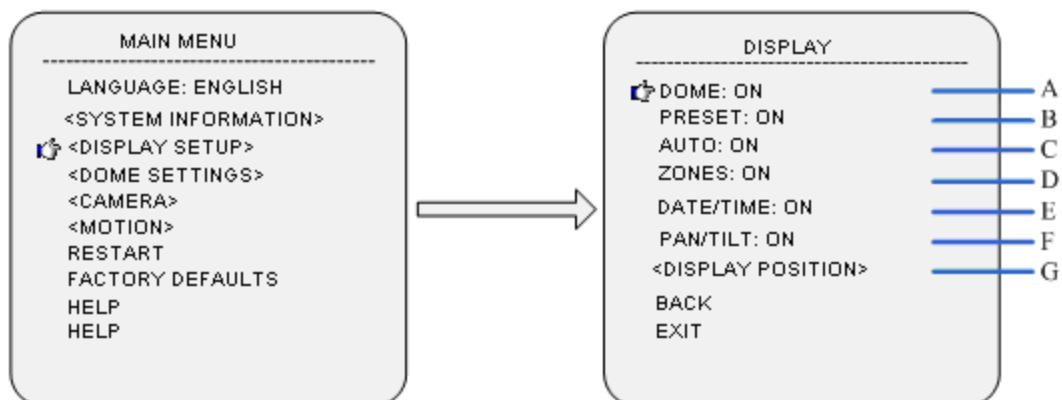 MAIN MENU
LANGUAGE: ENGLISH
<SYSTEM INFORMATION>
<DISPLAY SETUP>
<DOME SETTINGS>
<CAMERA>
<MOTION>
RESTART
FACTORY DEFAULTS
HELP
HELP
DISPLAY
DOME: ON A
PRESET: ON B
AUTO: ON C
ZONES: ON D
DATE/TIME: ON E
PAN/TILT: ON F
<DISPLAY POSITION> G
BACK
EXIT